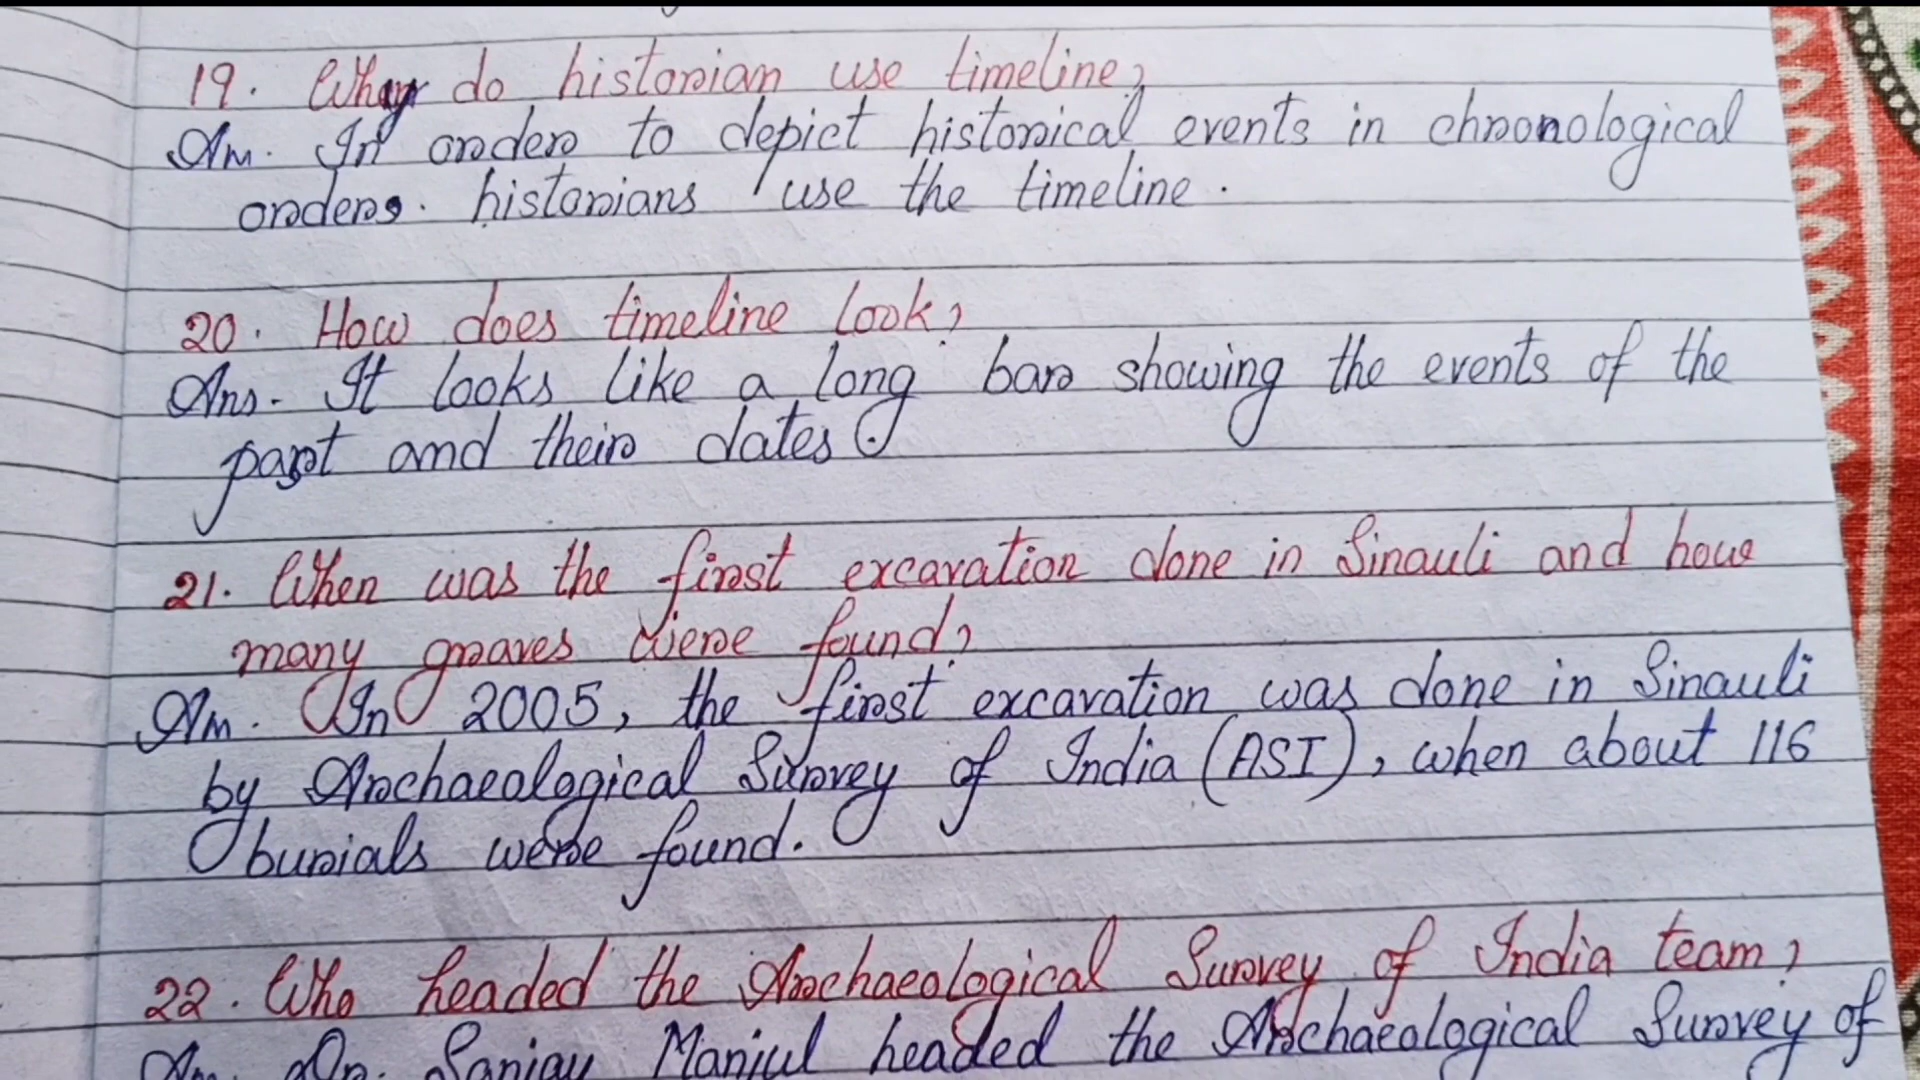 19. Why do historian use timeline?
Ans. In order to depict historical events in chronological
orders. historians use the timeline.
20. How does timeline look?
Ans. It looks like a long bar showing the events of the
past and their dates.
21. When was the first excavation done in Sinauli and how
many graves were found?
Ans. In 2005, the first excavation was done in Sinauli
by Archaeological Survey of India (ASI), when about 116
burials were found.
22. Who headed the Archaeological Survey of India team?
Ans. Dr. Sanjay Manjul headed the Archaeological Survey of